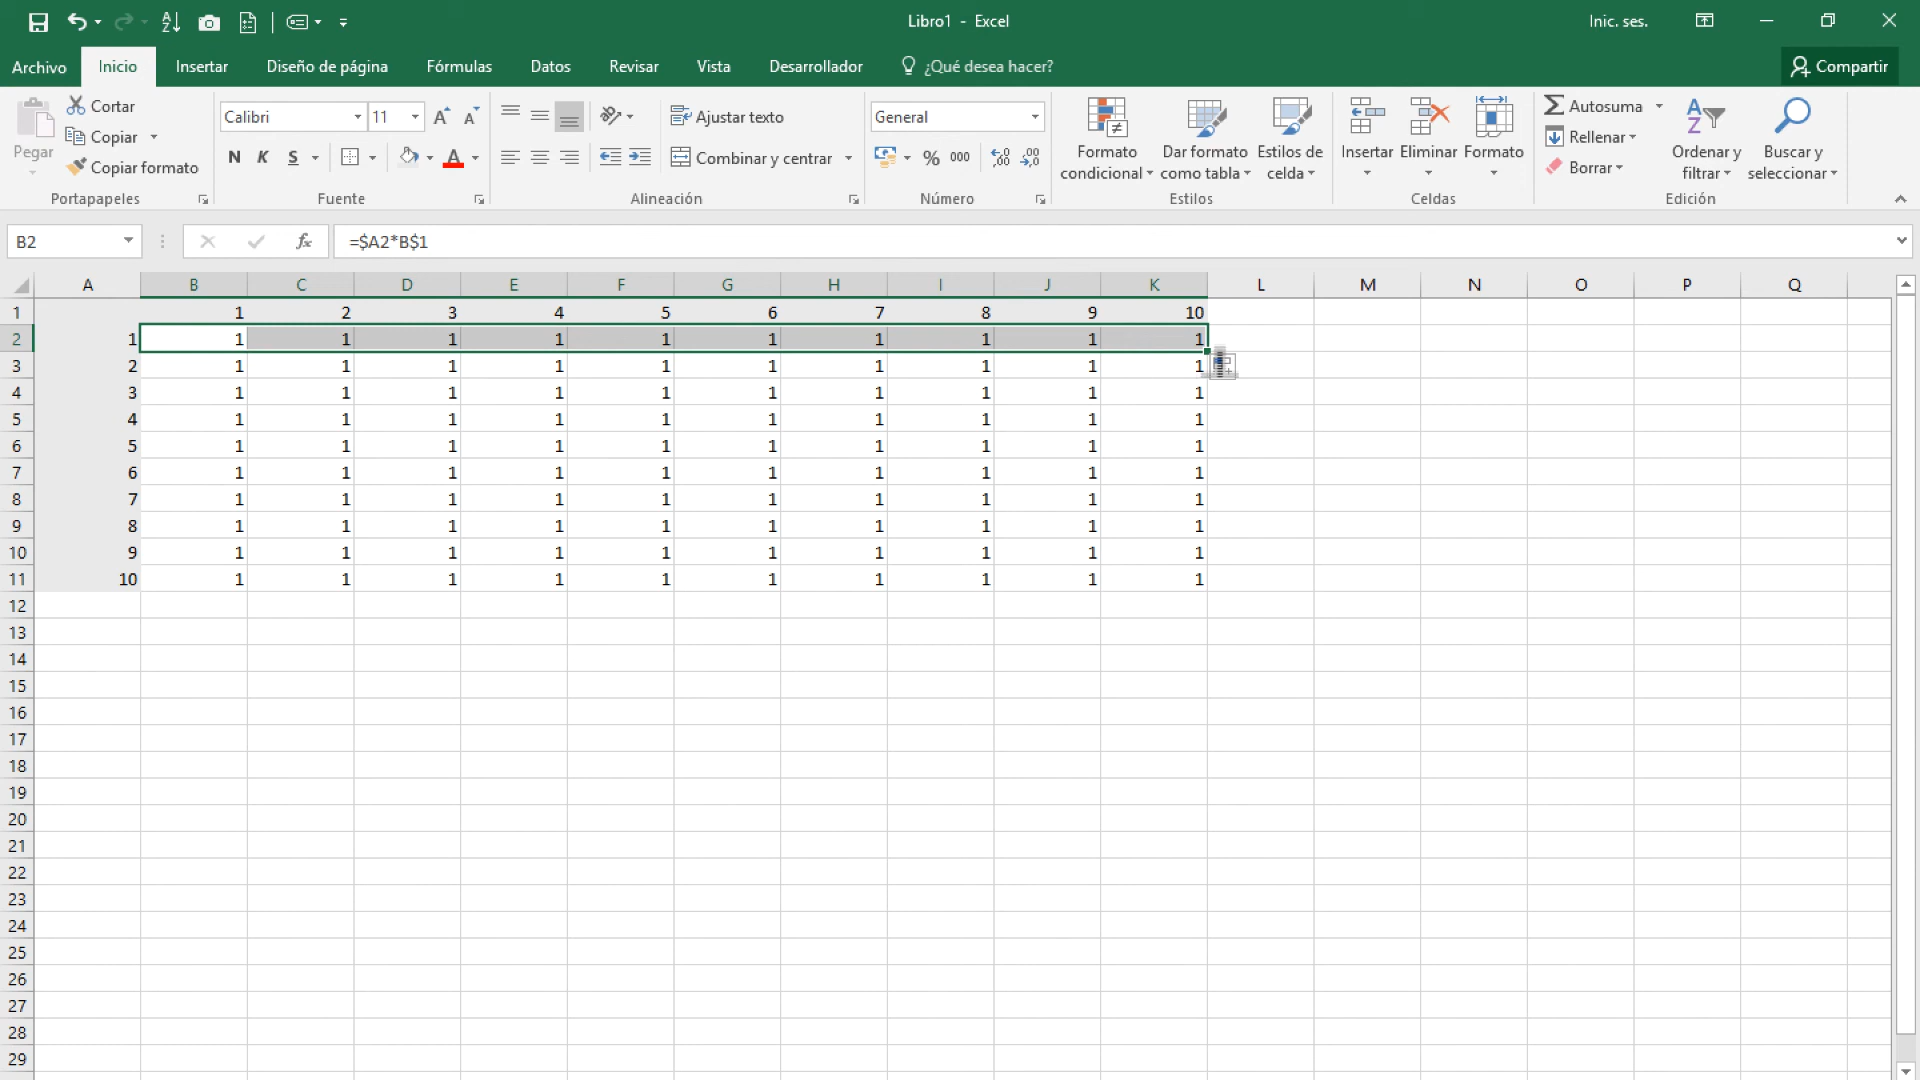 Libro1 - Excel
Inic. ses.
Archivo Inicio Insertar Diseño de página Fórmulas Datos Revisar Vista Desarrollador ¿Qué desea hacer? Compartir
Pegar
Cortar
Copiar
Copiar formato
Portapapeles
Calibri 11
N K S
Fuente
Ajustar texto
Combinar y centrar
Alineación
General
% 000
Número
Formato condicional
Dar formato como tabla
Estilos de celda
Estilos
Insertar Eliminar Formato
Celdas
Autosuma
Rellenar
Borrar
Ordenar y filtrar
Buscar y seleccionar
Edición
B2 fx =$A2*B$1
A B C D E F G H I J K L M N O P Q
1 1 2 3 4 5 6 7 8 9 10
2 1 1 1 1 1 1 1 1 1 1 1
3 2 1 1 1 1 1 1 1 1 1 1
4 3 1 1 1 1 1 1 1 1 1 1
5 4 1 1 1 1 1 1 1 1 1 1
6 5 1 1 1 1 1 1 1 1 1 1
7 6 1 1 1 1 1 1 1 1 1 1
8 7 1 1 1 1 1 1 1 1 1 1
9 8 1 1 1 1 1 1 1 1 1 1
10 9 1 1 1 1 1 1 1 1 1 1
11 10 1 1 1 1 1 1 1 1 1 1
12
13
14
15
16
17
18
19
20
21
22
23
24
25
26
27
28
29